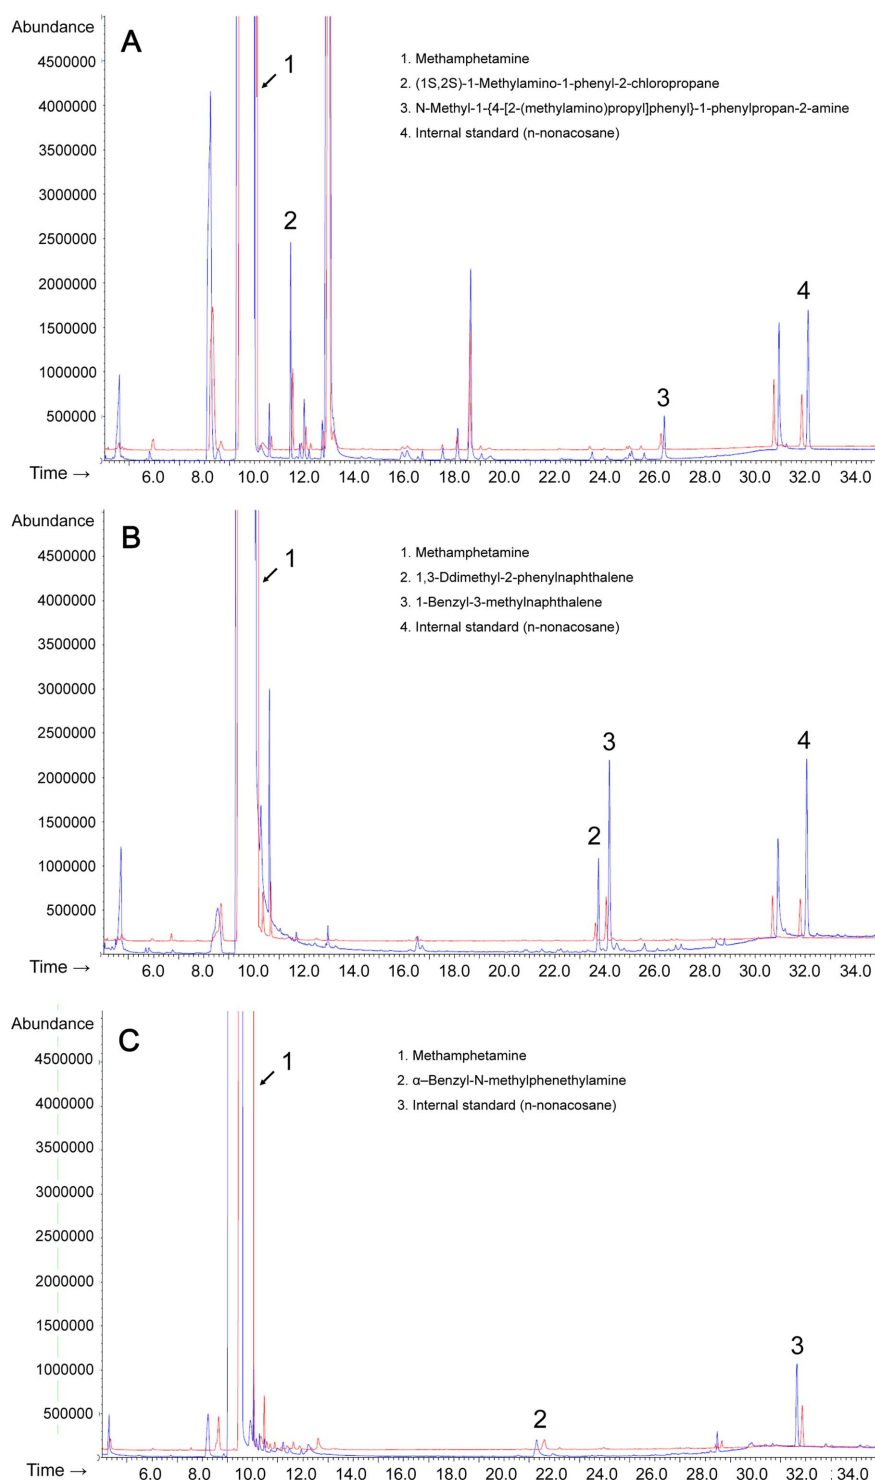 Abundance
A
4500000
4000000
3500000
3000000
2500000
2000000
1500000
1000000
500000
Time →
6.0 8.0 10.0 12.0 14.0 16.0 18.0 20.0 22.0 24.0 26.0 28.0 30.0 32.0 34.0
1
2
3
4
1. Methamphetamine
2. (1S,2S)-1-Methylamino-1-phenyl-2-chloropropane
3. N-Methyl-1-{4-[2-(methylamino)propyl]phenyl}-1-phenylpropan-2-amine
4. Internal standard (n-nonacosane)
Abundance
B
4500000
4000000
3500000
3000000
2500000
2000000
1500000
1000000
500000
Time →
6.0 8.0 10.0 12.0 14.0 16.0 18.0 20.0 22.0 24.0 26.0 28.0 30.0 32.0 34.0
1
2
3
4
1. Methamphetamine
2. 1,3-Ddimethyl-2-phenylnaphthalene
3. 1-Benzyl-3-methylnaphthalene
4. Internal standard (n-nonacosane)
Abundance
C
4500000
4000000
3500000
3000000
2500000
2000000
1500000
1000000
500000
Time →
6.0 8.0 10.0 12.0 14.0 16.0 18.0 20.0 22.0 24.0 26.0 28.0 30.0 32.0 34.0
1
2
3
1. Methamphetamine
2. α–Benzyl-N-methylphenethylamine
3. Internal standard (n-nonacosane)